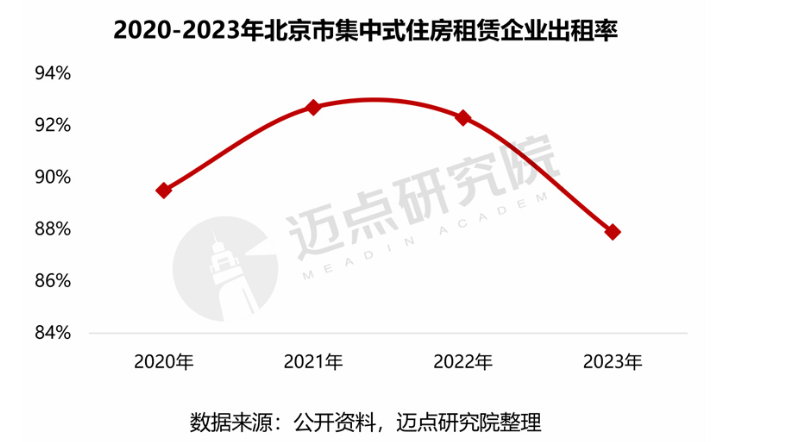 2020-2023年北京市集中式住房租赁企业出租率
94%
92%
90%
88%
86%
84%
迈点研究院
MEADIN ACADEMY
2020年
2021年
2022年
2023年
数据来源：公开资料，迈点研究院整理